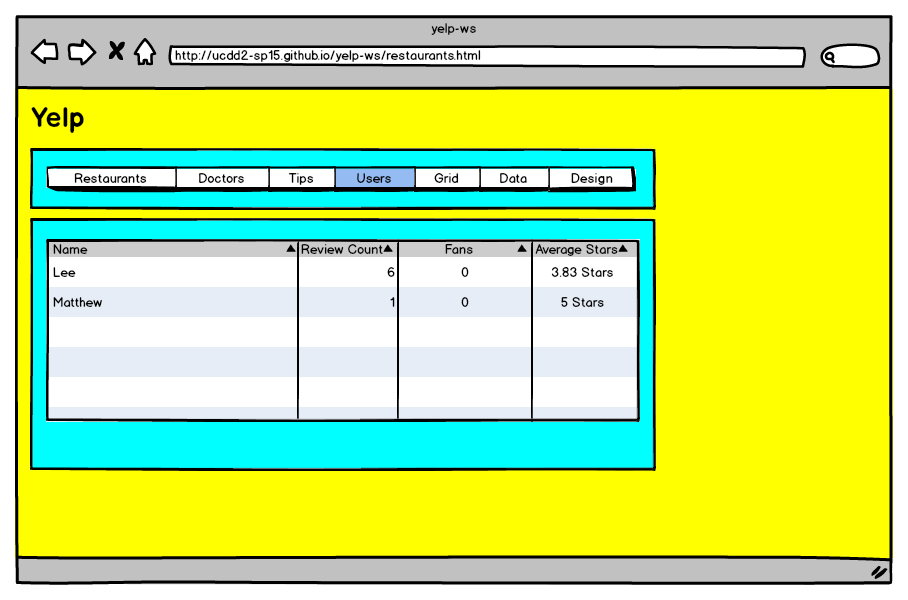 yelp-ws
http://ucdd2-sp15.github.io/yelp-ws/restaurants.html
Yelp
Restaurants Doctors Tips Users Grid Data Design
Name Review Count Fans Average Stars
Lee 6 0 3.83 Stars
Matthew 1 0 5 Stars